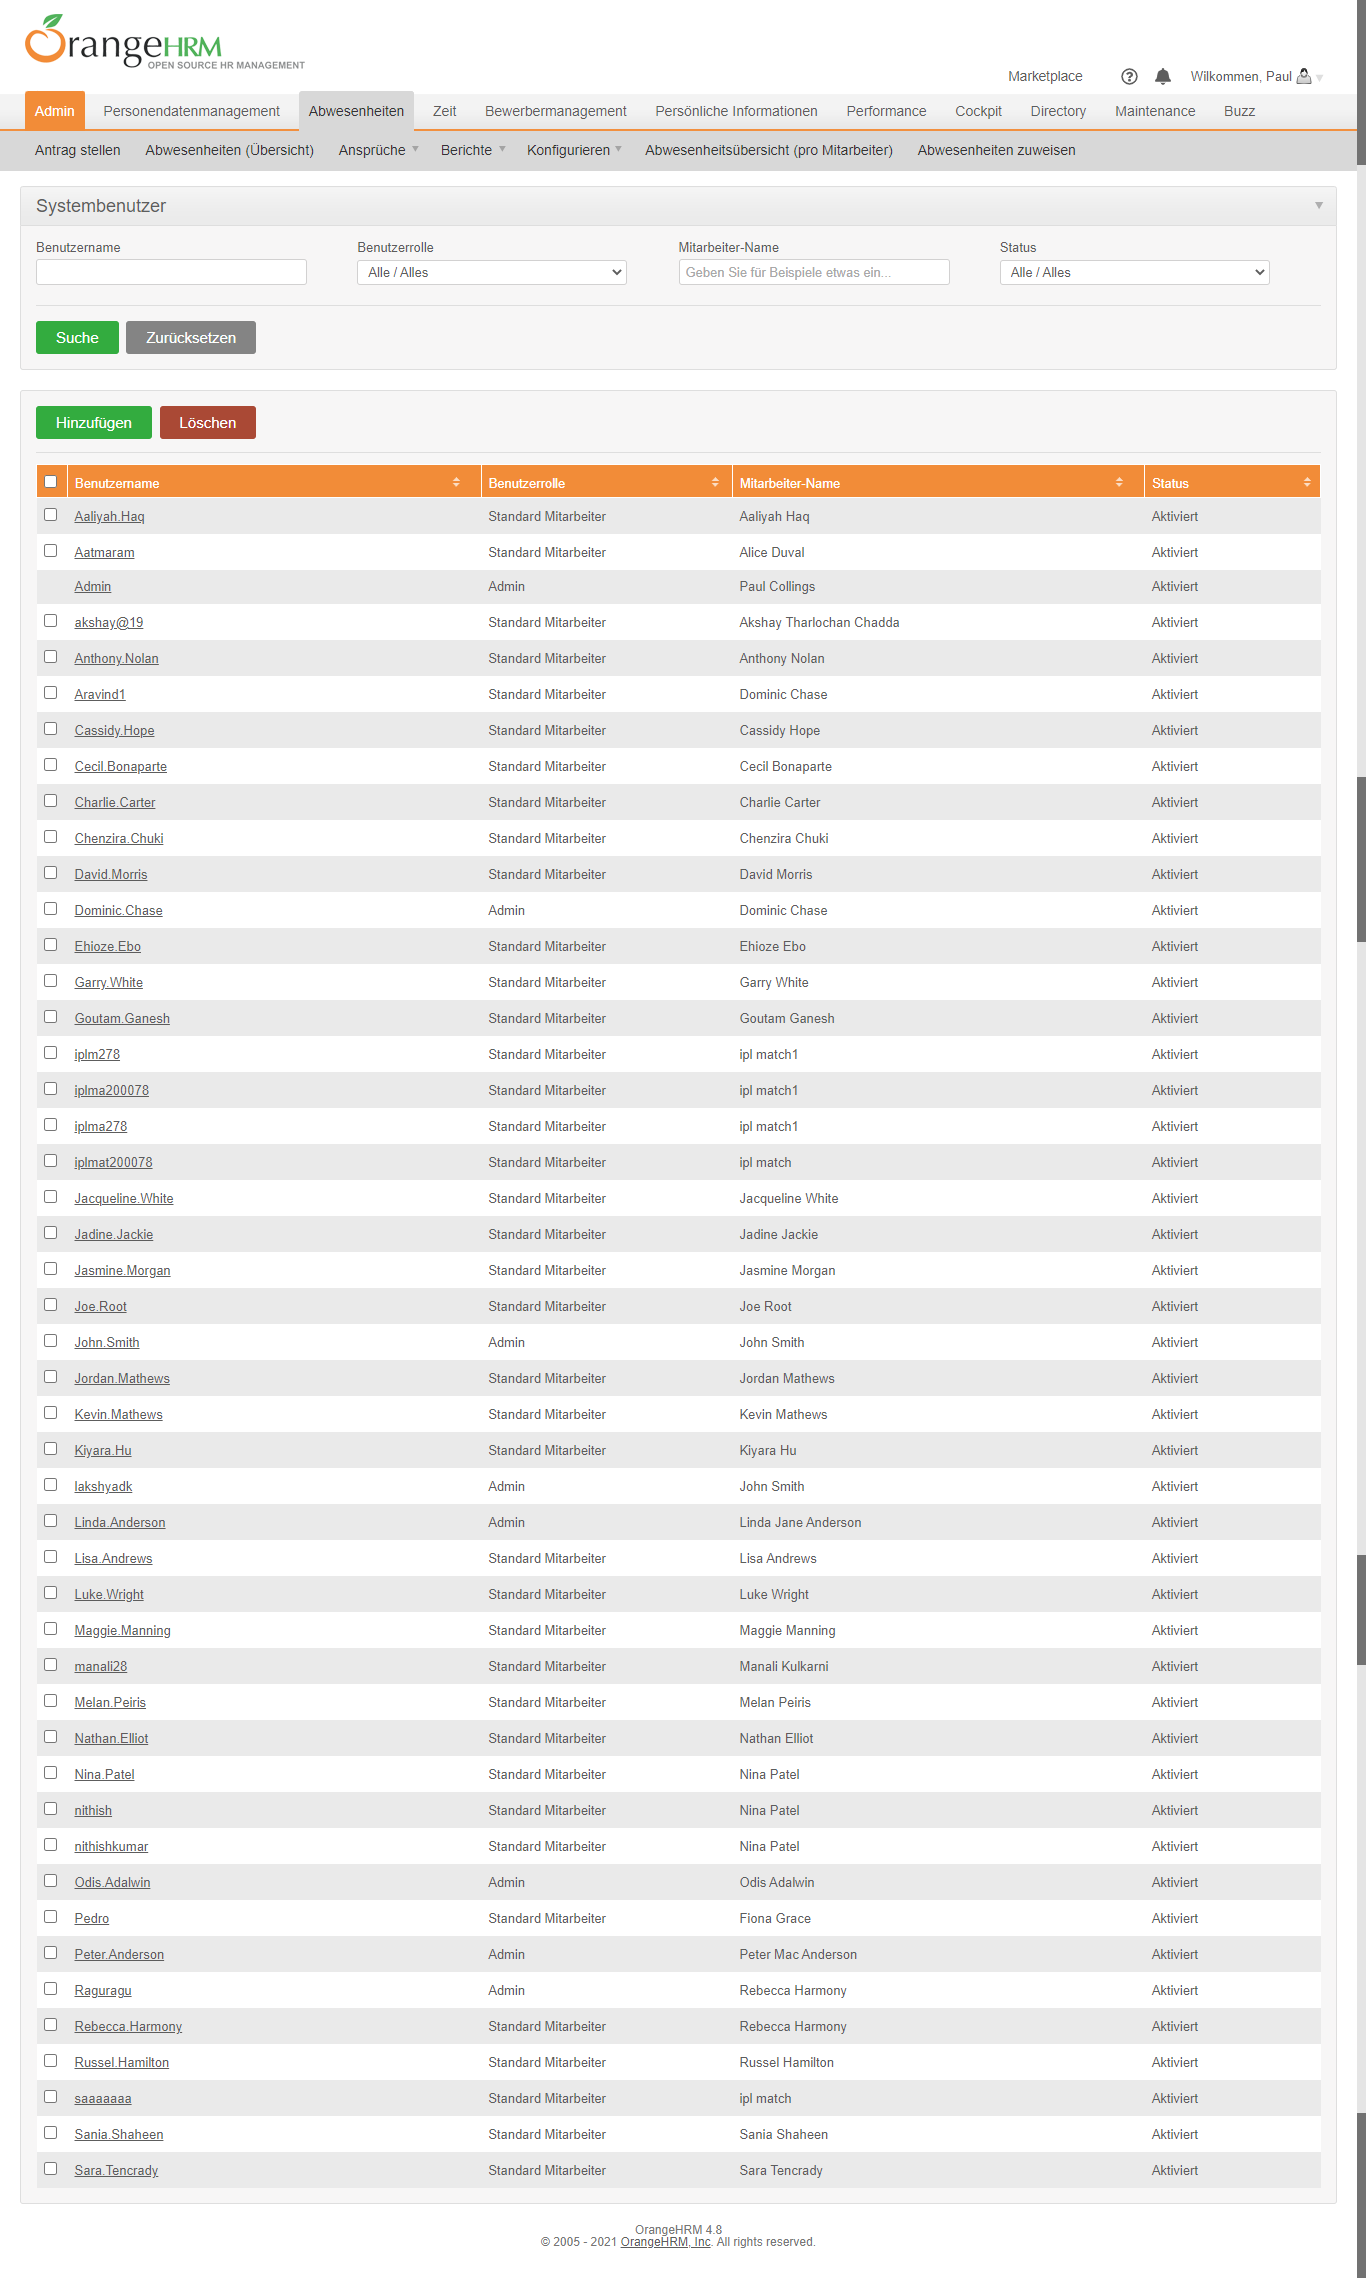 OrangeHRM
OPEN SOURCE HR MANAGEMENT
Marketplace Wilkommen, Paul
Admin Personendatenmanagement Abwesenheiten Zeit Bewerbermanagement Persönliche Informationen Performance Cockpit Directory Maintenance Buzz
Antrag stellen Abwesenheiten (Übersicht) Ansprüche Berichte Konfigurieren Abwesenheitsübersicht (pro Mitarbeiter) Abwesenheiten zuweisen
Systembenutzer
Benutzername Benutzerrolle Mitarbeiter-Name Status
Alle / Alles Geben Sie für Beispiele etwas ein... Alle / Alles
Suche Zurücksetzen
Hinzufügen Löschen
Benutzername Benutzerrolle Mitarbeiter-Name Status
Aaliyah.Haq Standard Mitarbeiter Aaliyah Haq Aktiviert
Aatmaram Standard Mitarbeiter Alice Duval Aktiviert
Admin Admin Paul Collings Aktiviert
akshay@19 Standard Mitarbeiter Akshay Tharlochan Chadda Aktiviert
Anthony.Nolan Standard Mitarbeiter Anthony Nolan Aktiviert
Aravind1 Standard Mitarbeiter Dominic Chase Aktiviert
Cassidy.Hope Standard Mitarbeiter Cassidy Hope Aktiviert
Cecil.Bonaparte Standard Mitarbeiter Cecil Bonaparte Aktiviert
Charlie.Carter Standard Mitarbeiter Charlie Carter Aktiviert
Chenzira.Chuki Standard Mitarbeiter Chenzira Chuki Aktiviert
David.Morris Standard Mitarbeiter David Morris Aktiviert
Dominic.Chase Admin Dominic Chase Aktiviert
Ehioze.Ebo Standard Mitarbeiter Ehioze Ebo Aktiviert
Garry.White Standard Mitarbeiter Garry White Aktiviert
Goutam.Ganesh Standard Mitarbeiter Goutam Ganesh Aktiviert
iplm278 Standard Mitarbeiter ipl match1 Aktiviert
iplma200078 Standard Mitarbeiter ipl match1 Aktiviert
iplma278 Standard Mitarbeiter ipl match1 Aktiviert
iplmat200078 Standard Mitarbeiter ipl match Aktiviert
Jacqueline.White Standard Mitarbeiter Jacqueline White Aktiviert
Jadine.Jackie Standard Mitarbeiter Jadine Jackie Aktiviert
Jasmine.Morgan Standard Mitarbeiter Jasmine Morgan Aktiviert
Joe.Root Standard Mitarbeiter Joe Root Aktiviert
John.Smith Admin John Smith Aktiviert
Jordan.Mathews Standard Mitarbeiter Jordan Mathews Aktiviert
Kevin.Mathews Standard Mitarbeiter Kevin Mathews Aktiviert
Kiyara.Hu Standard Mitarbeiter Kiyara Hu Aktiviert
lakshyadk Admin John Smith Aktiviert
Linda.Anderson Admin Linda Jane Anderson Aktiviert
Lisa.Andrews Standard Mitarbeiter Lisa Andrews Aktiviert
Luke.Wright Standard Mitarbeiter Luke Wright Aktiviert
Maggie.Manning Standard Mitarbeiter Maggie Manning Aktiviert
manali28 Standard Mitarbeiter Manali Kulkarni Aktiviert
Melan.Peiris Standard Mitarbeiter Melan Peiris Aktiviert
Nathan.Elliot Standard Mitarbeiter Nathan Elliot Aktiviert
Nina.Patel Standard Mitarbeiter Nina Patel Aktiviert
nithish Standard Mitarbeiter Nina Patel Aktiviert
nithishkumar Standard Mitarbeiter Nina Patel Aktiviert
Odis.Adalwin Admin Odis Adalwin Aktiviert
Pedro Standard Mitarbeiter Fiona Grace Aktiviert
Peter.Anderson Admin Peter Mac Anderson Aktiviert
Raguragu Admin Rebecca Harmony Aktiviert
Rebecca.Harmony Standard Mitarbeiter Rebecca Harmony Aktiviert
Russel.Hamilton Standard Mitarbeiter Russel Hamilton Aktiviert
saaaaaaa Standard Mitarbeiter ipl match Aktiviert
Sania.Shaheen Standard Mitarbeiter Sania Shaheen Aktiviert
Sara.Tencrady Standard Mitarbeiter Sara Tencrady Aktiviert
OrangeHRM 4.8
© 2005 - 2021 OrangeHRM, Inc. All rights reserved.